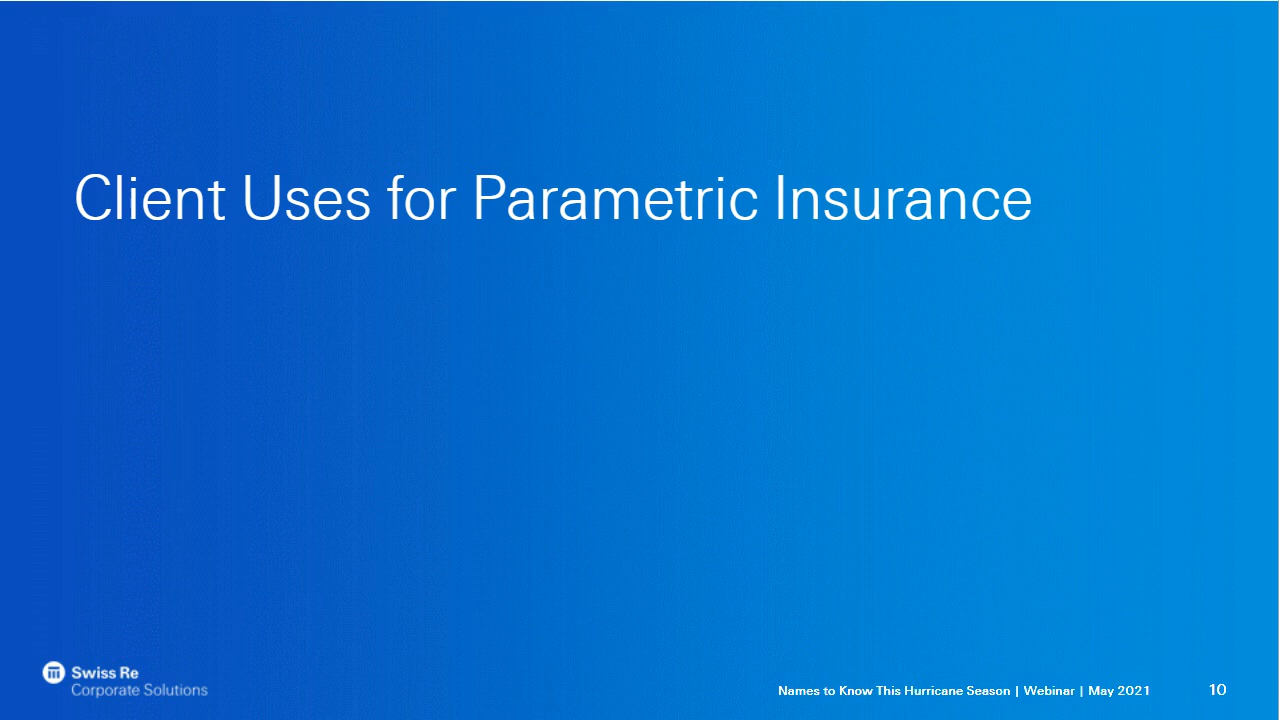 Client Uses for Parametric Insurance
Swiss Re
Corporate Solutions
Names to Know This Hurricane Season | Webinar | May 2021
10